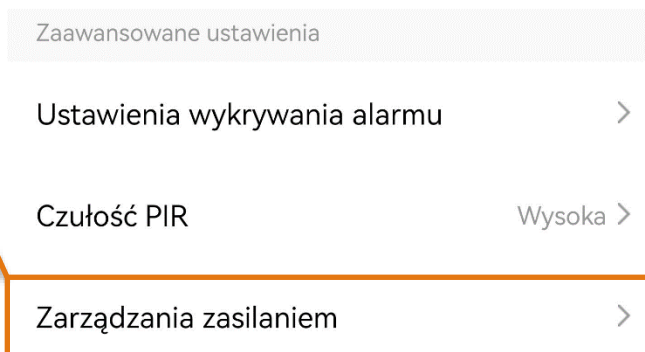 Zaawansowane ustawienia
Ustawienia wykrywania alarmu
Czułość PIR Wysoka
Zarządzania zasilaniem